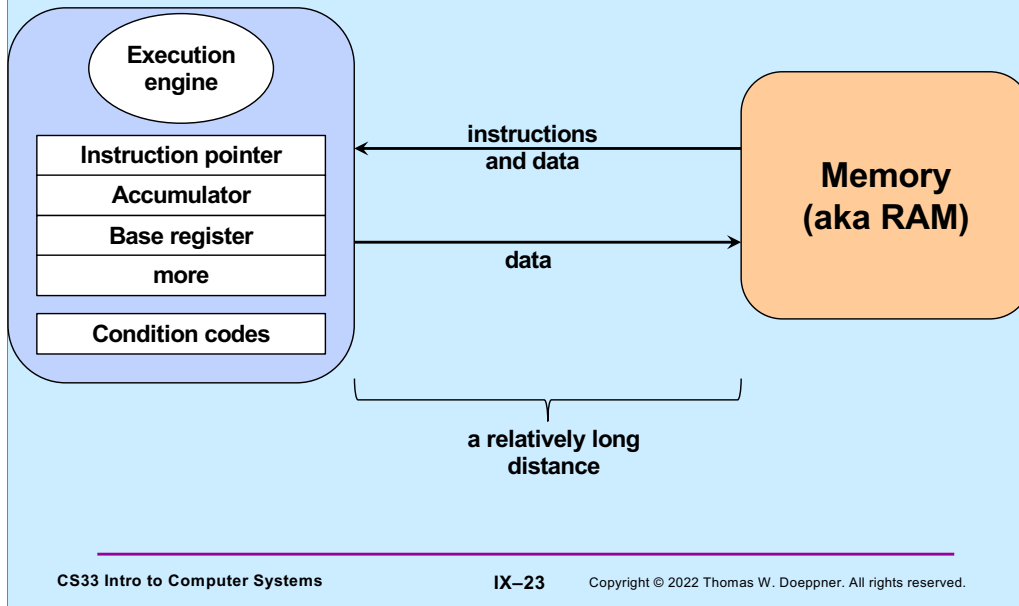 Execution
engine
Instruction pointer
Accumulator
Base register
more
Condition codes
instructions
and data
data
Memory
(aka RAM)
a relatively long
distance
CS33 Intro to Computer Systems
IX–23
Copyright © 2022 Thomas W. Doeppner. All rights reserved.